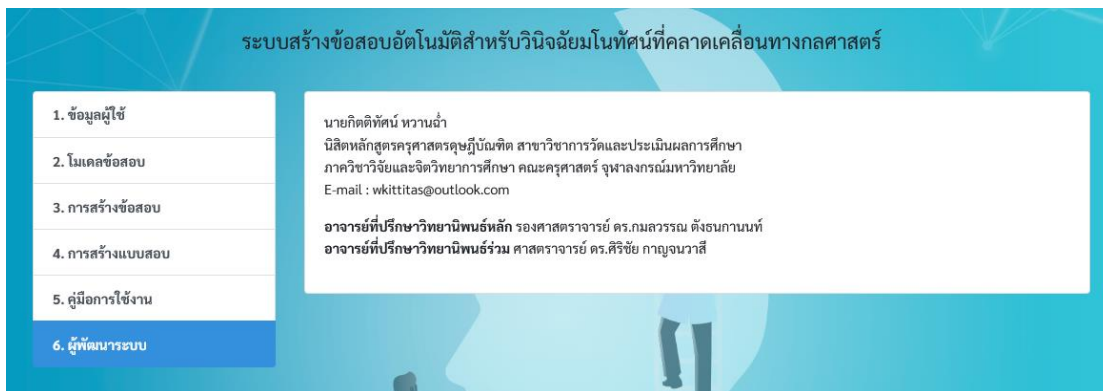 ระบบสร้างข้อสอบอัตโนมัติสำหรับวินิจฉัยมโนทัศน์ที่คลาดเคลื่อนทางกลศาสตร์
1. ข้อมูลผู้ใช้
2. โมเดลข้อสอบ
3. การสร้างข้อสอบ
4. การสร้างแบบสอบ
5. คู่มือการใช้งาน
6. ผู้พัฒนาระบบ
นายกิตติทัศน์ หวานฉ่ำ
นิสิตหลักสูตรครุศาสตรดุษฎีบัณฑิต สาขาวิชาการวัดและประเมินผลการศึกษา
ภาควิชาวิจัยและจิตวิทยาการศึกษา คณะครุศาสตร์ จุฬาลงกรณ์มหาวิทยาลัย
E-mail : wkittitas@outlook.com
อาจารย์ที่ปรึกษาวิทยานิพนธ์หลัก รองศาสตราจารย์ ดร.กมลวรรณ ตังธนกานนท์
อาจารย์ที่ปรึกษาวิทยานิพนธ์ร่วม ศาสตราจารย์ ดร.ศิริชัย กาญจนวาสี